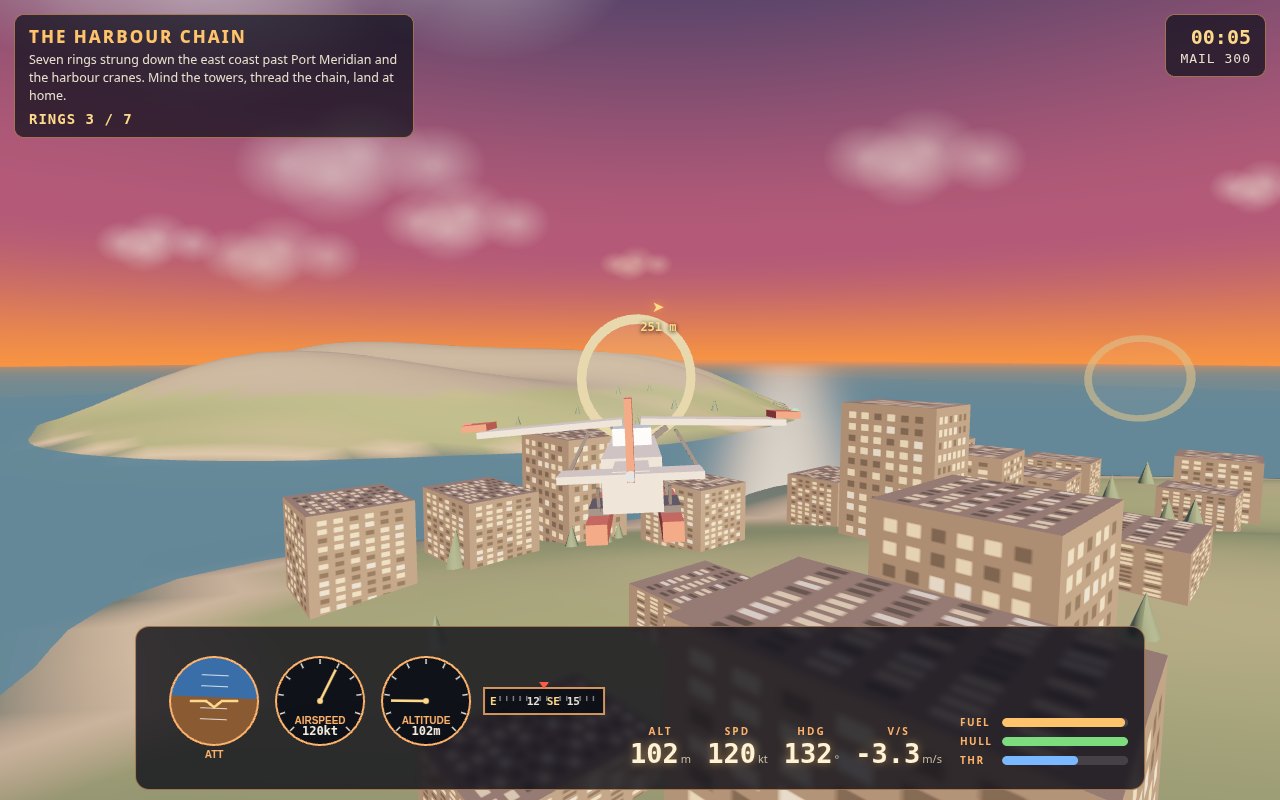 THE HARBOUR CHAIN
Seven rings strung down the east coast past Port Meridian and
the harbour cranes. Mind the towers, thread the chain, land at
home.
RINGS 3 / 7
00:05
MAIL 300
251 m
AIRSPEED
120kt
ALTITUDE
102m
ATT
E 12 SE 15
ALT SPD HDG V/S
102 m 120 kt 132 ° -3.3 m/s
FUEL
HULL
THR